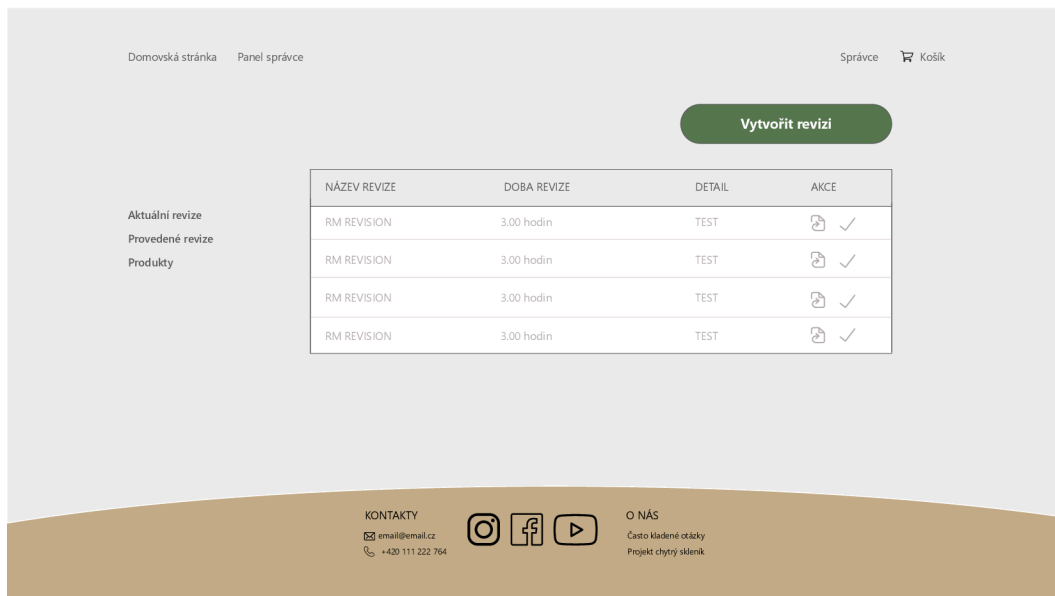 Domovská stránka Panel správce Správce Košík
Vytvořit revizi
NÁZEV REVIZE DOBA REVIZE DETAIL AKCE
Aktuální revize
Provedené revize
Produkty
RM REVISION 3.00 hodin TEST
RM REVISION 3.00 hodin TEST
RM REVISION 3.00 hodin TEST
RM REVISION 3.00 hodin TEST
KONTAKTY
email@email.cz
+420 111 222 764
O NÁS
Často kladené otázky
Projekt chytrý skleník